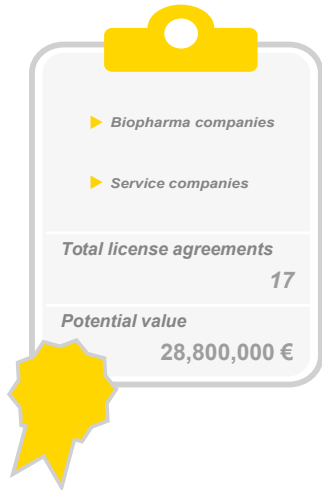 Biopharma companies
Service companies
Total license agreements
17
Potential value
28,800,000 €